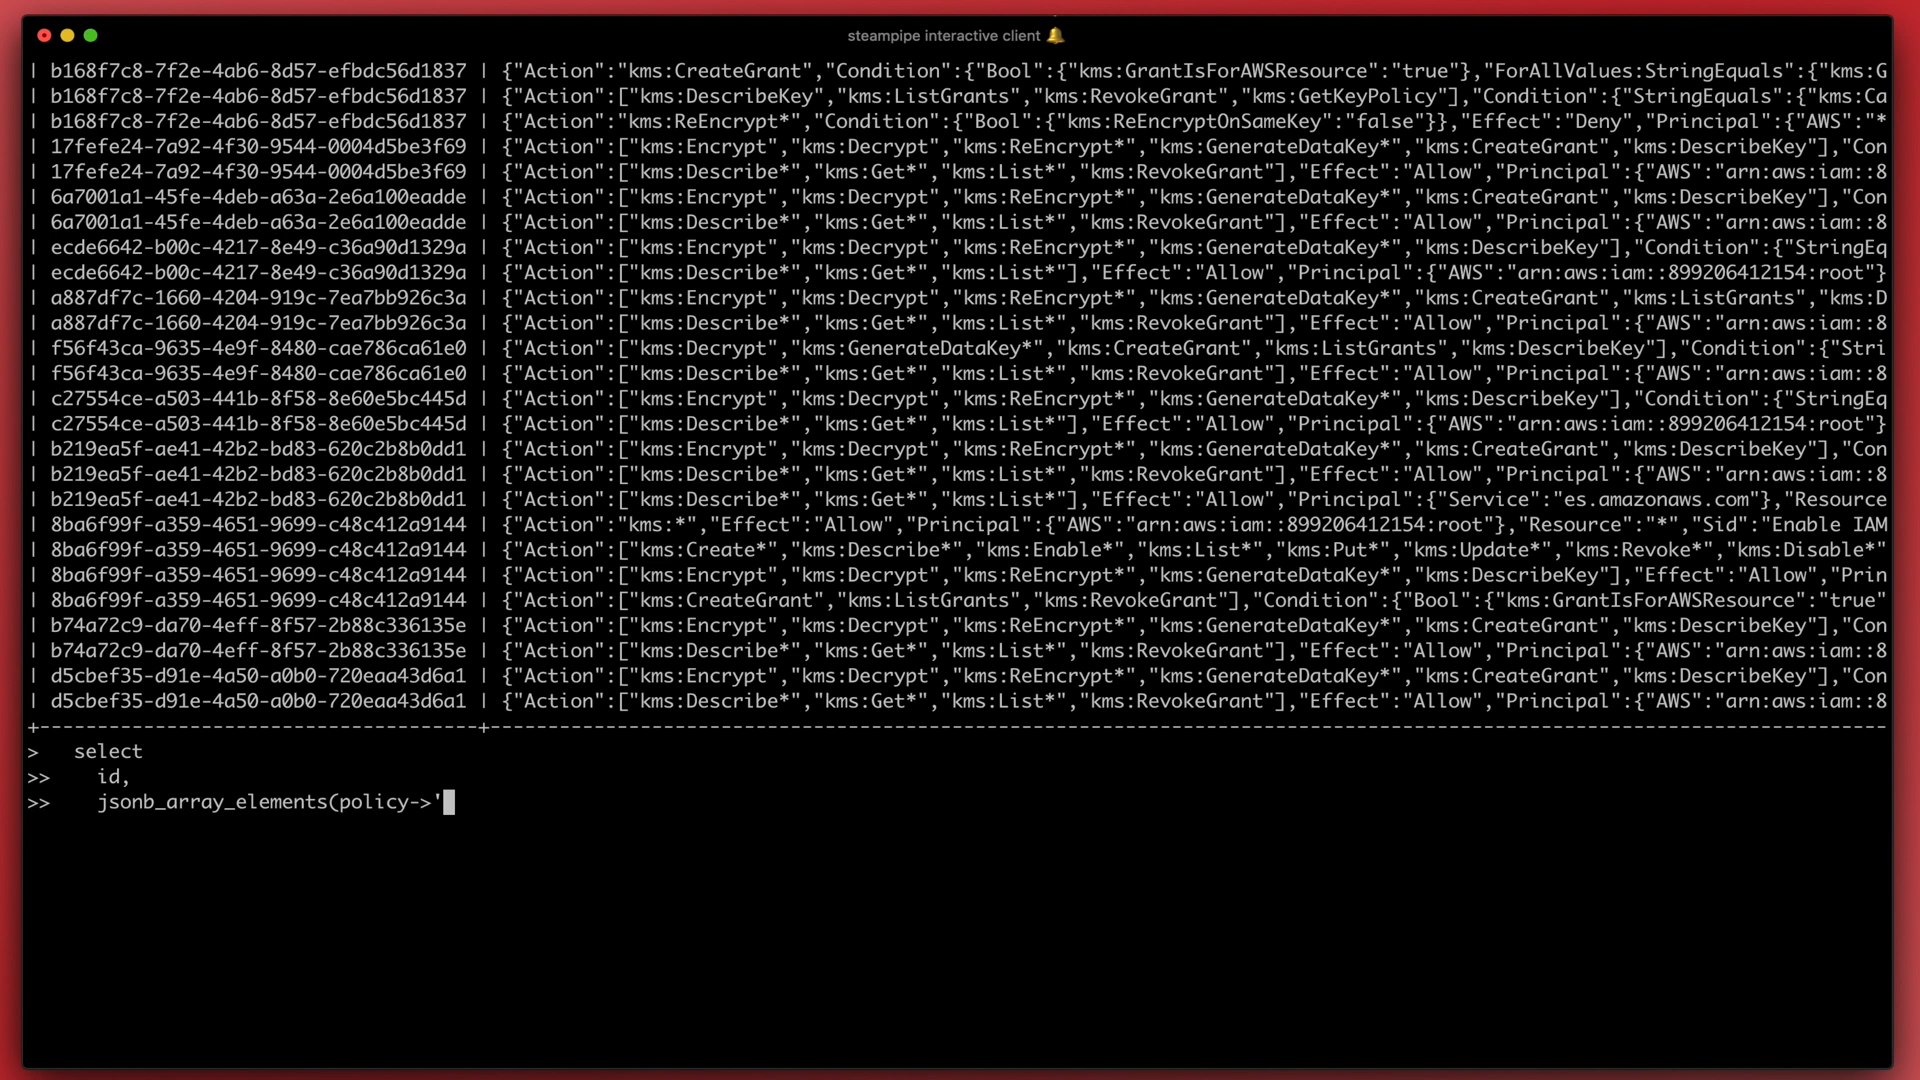 steampipe interactive client 🔔
| b168f7c8-7f2e-4ab6-8d57-efbdc56d1837 | {"Action":"kms:CreateGrant","Condition":{"Bool":{"kms:GrantIsForAWSResource":"true"},"ForAllValues:StringEquals":{"kms:G
| b168f7c8-7f2e-4ab6-8d57-efbdc56d1837 | {"Action":["kms:DescribeKey","kms:ListGrants","kms:RevokeGrant","kms:GetKeyPolicy"],"Condition":{"StringEquals":{"kms:Ca
| b168f7c8-7f2e-4ab6-8d57-efbdc56d1837 | {"Action":"kms:ReEncrypt*","Condition":{"Bool":{"kms:ReEncryptOnSameKey":"false"}},"Effect":"Deny","Principal":{"AWS":"*
| 17fefe24-7a92-4f30-9544-0004d5be3f69 | {"Action":["kms:Encrypt","kms:Decrypt","kms:ReEncrypt*","kms:GenerateDataKey*","kms:CreateGrant","kms:DescribeKey"],"Con
| 17fefe24-7a92-4f30-9544-0004d5be3f69 | {"Action":["kms:Describe*","kms:Get*","kms:List*","kms:RevokeGrant"],"Effect":"Allow","Principal":{"AWS":"arn:aws:iam::8
| 6a7001a1-45fe-4deb-a63a-2e6a100eadde | {"Action":["kms:Encrypt","kms:Decrypt","kms:ReEncrypt*","kms:GenerateDataKey*","kms:CreateGrant","kms:DescribeKey"],"Con
| 6a7001a1-45fe-4deb-a63a-2e6a100eadde | {"Action":["kms:Describe*","kms:Get*","kms:List*","kms:RevokeGrant"],"Effect":"Allow","Principal":{"AWS":"arn:aws:iam::8
| ecde6642-b00c-4217-8e49-c36a90d1329a | {"Action":["kms:Encrypt","kms:Decrypt","kms:ReEncrypt*","kms:GenerateDataKey*","kms:DescribeKey"],"Condition":{"StringEq
| ecde6642-b00c-4217-8e49-c36a90d1329a | {"Action":["kms:Describe*","kms:Get*","kms:List*"],"Effect":"Allow","Principal":{"AWS":"arn:aws:iam::899206412154:root"}
| a887df7c-1660-4204-919c-7ea7bb926c3a | {"Action":["kms:Encrypt","kms:Decrypt","kms:ReEncrypt*","kms:GenerateDataKey*","kms:CreateGrant","kms:ListGrants","kms:D
| a887df7c-1660-4204-919c-7ea7bb926c3a | {"Action":["kms:Describe*","kms:Get*","kms:List*","kms:RevokeGrant"],"Effect":"Allow","Principal":{"AWS":"arn:aws:iam::8
| f56f43ca-9635-4e9f-8480-cae786ca61e0 | {"Action":["kms:Decrypt","kms:GenerateDataKey*","kms:CreateGrant","kms:ListGrants","kms:DescribeKey"],"Condition":{"Stri
| f56f43ca-9635-4e9f-8480-cae786ca61e0 | {"Action":["kms:Describe*","kms:Get*","kms:List*","kms:RevokeGrant"],"Effect":"Allow","Principal":{"AWS":"arn:aws:iam::8
| c27554ce-a503-441b-8f58-8e60e5bc445d | {"Action":["kms:Encrypt","kms:Decrypt","kms:ReEncrypt*","kms:GenerateDataKey*","kms:DescribeKey"],"Condition":{"StringEq
| c27554ce-a503-441b-8f58-8e60e5bc445d | {"Action":["kms:Describe*","kms:Get*","kms:List*"],"Effect":"Allow","Principal":{"AWS":"arn:aws:iam::899206412154:root"}
| b219ea5f-ae41-42b2-bd83-620c2b8b0dd1 | {"Action":["kms:Encrypt","kms:Decrypt","kms:ReEncrypt*","kms:GenerateDataKey*","kms:CreateGrant","kms:DescribeKey"],"Con
| b219ea5f-ae41-42b2-bd83-620c2b8b0dd1 | {"Action":["kms:Describe*","kms:Get*","kms:List*","kms:RevokeGrant"],"Effect":"Allow","Principal":{"AWS":"arn:aws:iam::8
| b219ea5f-ae41-42b2-bd83-620c2b8b0dd1 | {"Action":["kms:Describe*","kms:Get*","kms:List*"],"Effect":"Allow","Principal":{"Service":"es.amazonaws.com"},"Resource
| 8ba6f99f-a359-4651-9699-c48c412a9144 | {"Action":"kms:*","Effect":"Allow","Principal":{"AWS":"arn:aws:iam::899206412154:root"},"Resource":"*","Sid":"Enable IAM
| 8ba6f99f-a359-4651-9699-c48c412a9144 | {"Action":["kms:Create*","kms:Describe*","kms:Enable*","kms:List*","kms:Put*","kms:Update*","kms:Revoke*","kms:Disable*"
| 8ba6f99f-a359-4651-9699-c48c412a9144 | {"Action":["kms:Encrypt","kms:Decrypt","kms:ReEncrypt*","kms:GenerateDataKey*","kms:DescribeKey"],"Effect":"Allow","Prin
| 8ba6f99f-a359-4651-9699-c48c412a9144 | {"Action":["kms:CreateGrant","kms:ListGrants","kms:RevokeGrant"],"Condition":{"Bool":{"kms:GrantIsForAWSResource":"true"
| b74a72c9-da70-4eff-8f57-2b88c336135e | {"Action":["kms:Encrypt","kms:Decrypt","kms:ReEncrypt*","kms:GenerateDataKey*","kms:CreateGrant","kms:DescribeKey"],"Con
| b74a72c9-da70-4eff-8f57-2b88c336135e | {"Action":["kms:Describe*","kms:Get*","kms:List*","kms:RevokeGrant"],"Effect":"Allow","Principal":{"AWS":"arn:aws:iam::8
| d5cbef35-d91e-4a50-a0b0-720eaa43d6a1 | {"Action":["kms:Encrypt","kms:Decrypt","kms:ReEncrypt*","kms:GenerateDataKey*","kms:CreateGrant","kms:DescribeKey"],"Con
| d5cbef35-d91e-4a50-a0b0-720eaa43d6a1 | {"Action":["kms:Describe*","kms:Get*","kms:List*","kms:RevokeGrant"],"Effect":"Allow","Principal":{"AWS":"arn:aws:iam::8
+--------------------------------------+-------------------------------------------------------------------------------------------------------------------------
>   select
>>    id,
>>    jsonb_array_elements(policy->'